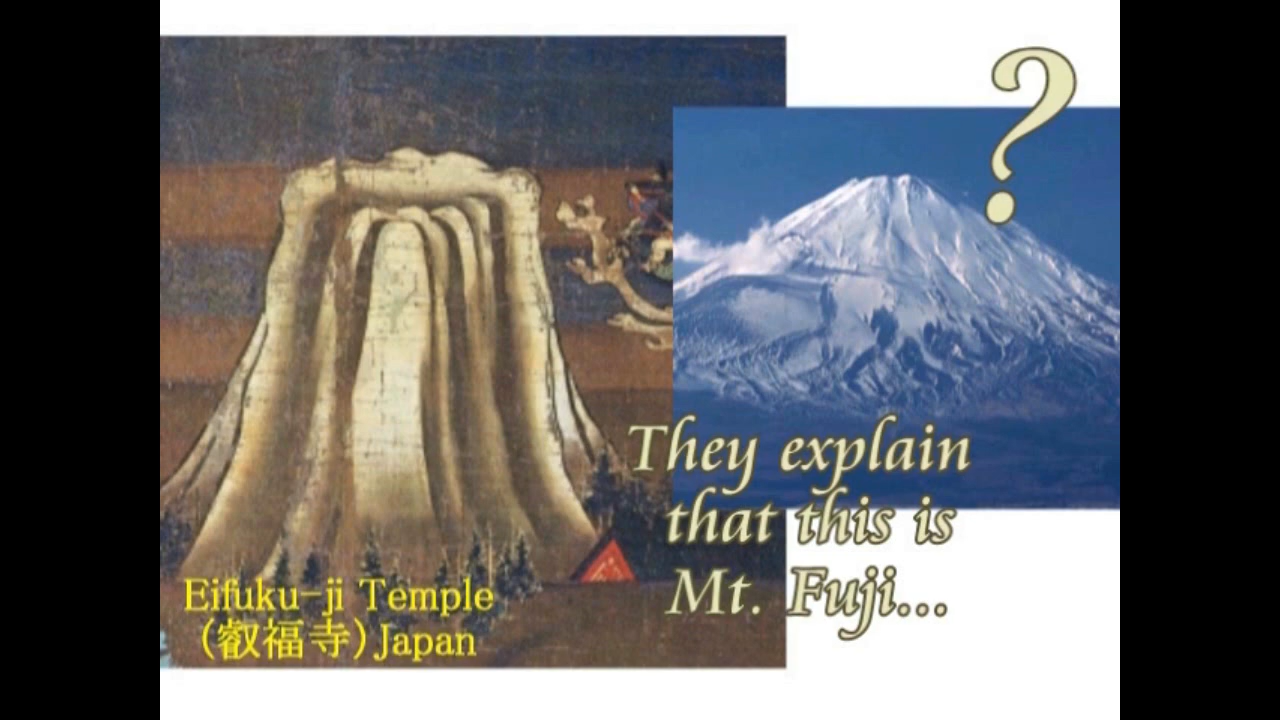 ?
They explain
that this is
Mt. Fuji...
Eifuku-ji Temple
(叡福寺)Japan